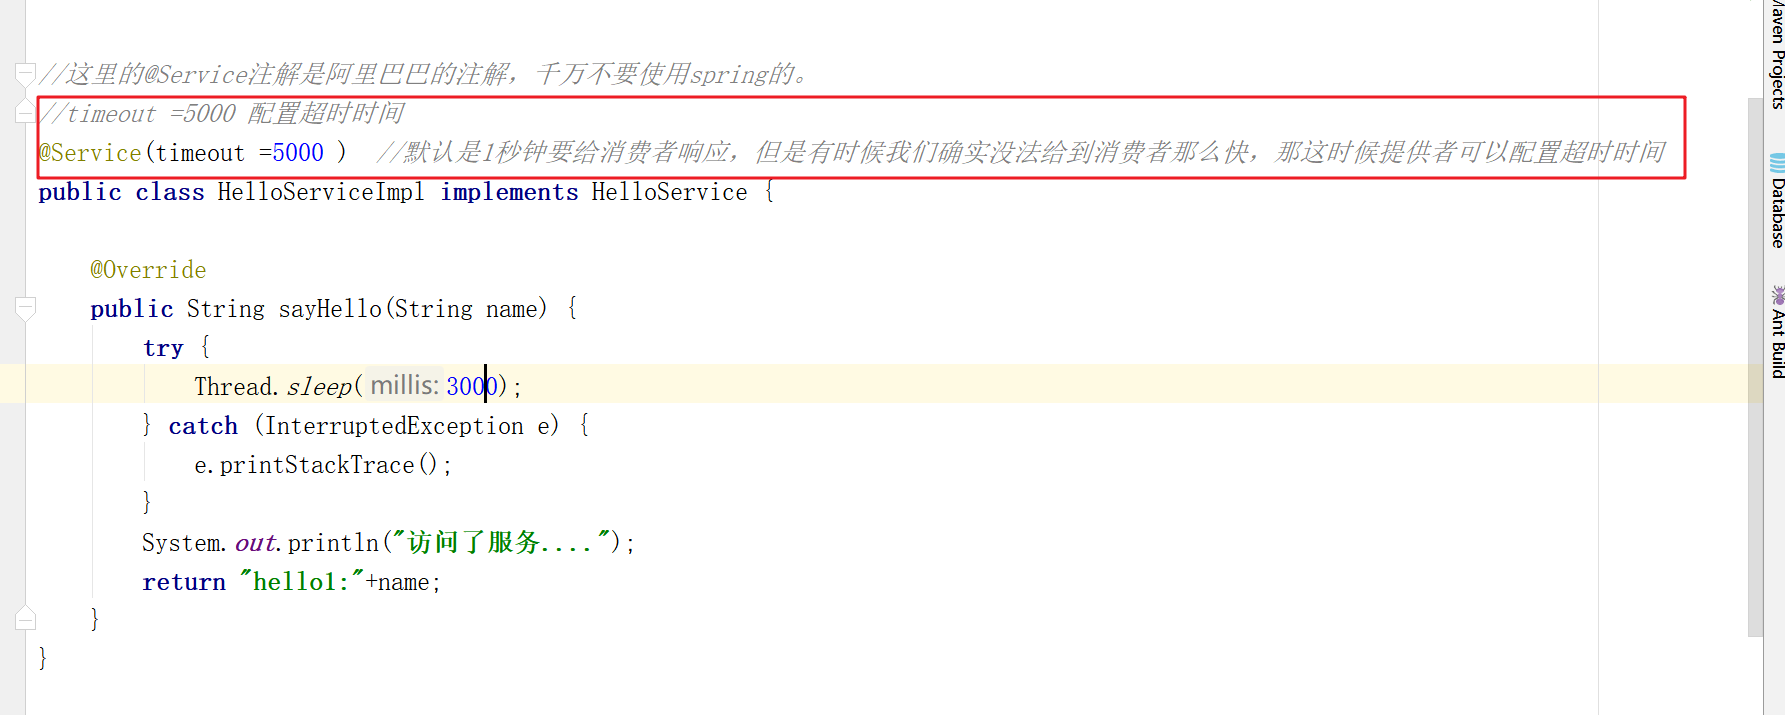 //这里的@Service注解是阿里巴巴的注解，千万不要使用spring的。
//timeout =5000 配置超时时间
@Service(timeout =5000 )  //默认是1秒钟要给消费者响应，但是有时候我们确实没法给到消费者那么快，那这时候提供者可以配置超时时间
public class HelloServiceImpl implements HelloService {
@Override
public String sayHello(String name) {
try {
Thread.sleep( millis: 3000);
} catch (InterruptedException e) {
e.printStackTrace();
}
System.out.println("访问了服务....");
return "hello1:"+name;
}
}
Maven Projects
Database
Ant Build